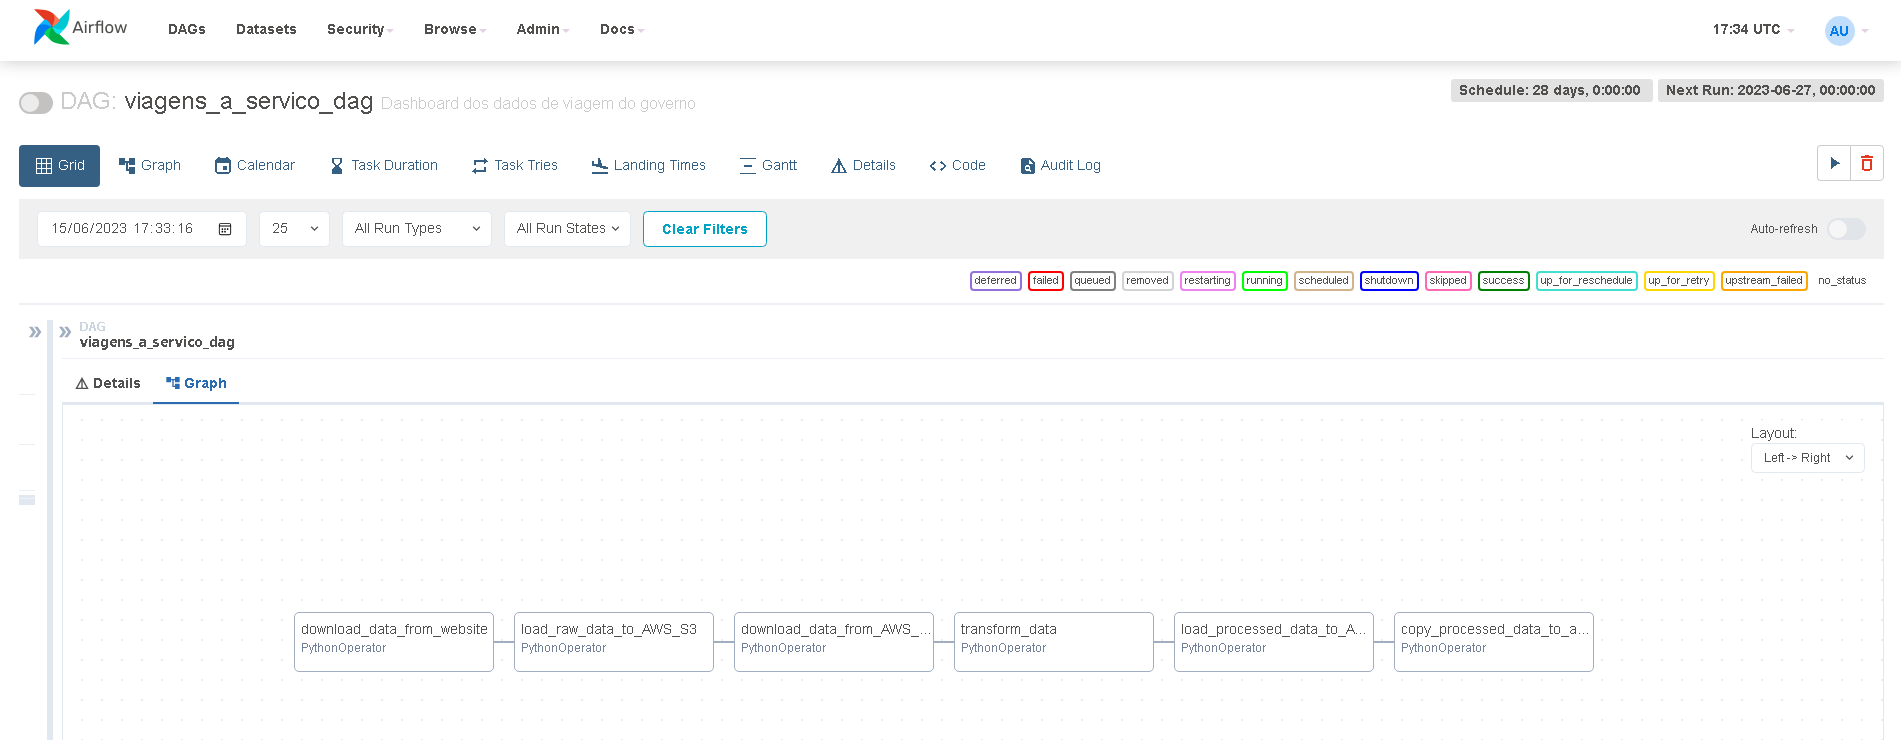 Airflow DAGs Datasets Security Browse Admin Docs 17:34 UTC AU
DAG: viagens_a_servico_dag Dashboard dos dados de viagem do governo
Schedule: 28 days, 0:00:00 Next Run: 2023-06-27, 00:00:00
Grid Graph Calendar Task Duration Task Tries Landing Times Gantt Details Code Audit Log
15/06/2023 17:33:16 25 All Run Types All Run States Clear Filters Auto-refresh
deferred failed queued removed restarting running scheduled shutdown skipped success up_for_reschedule up_for_retry upstream_failed no_status
DAG
viagens_a_servico_dag
Details Graph
Layout:
Left -> Right
download_data_from_website
PythonOperator
load_raw_data_to_AWS_S3
PythonOperator
download_data_from_AWS_...
PythonOperator
transform_data
PythonOperator
load_processed_data_to_A...
PythonOperator
copy_processed_data_to_a...
PythonOperator